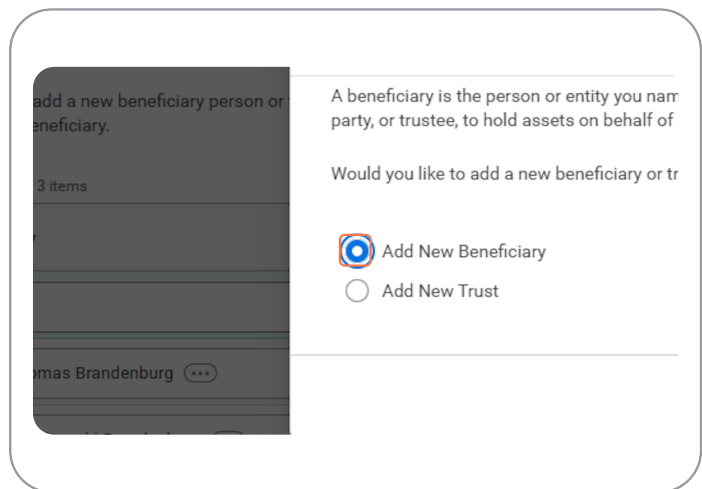 add a new beneficiary person or
eneficiary.
3 items
omas Brandenburg
A beneficiary is the person or entity you nam
party, or trustee, to hold assets on behalf of
Would you like to add a new beneficiary or tr
Add New Beneficiary
Add New Trust